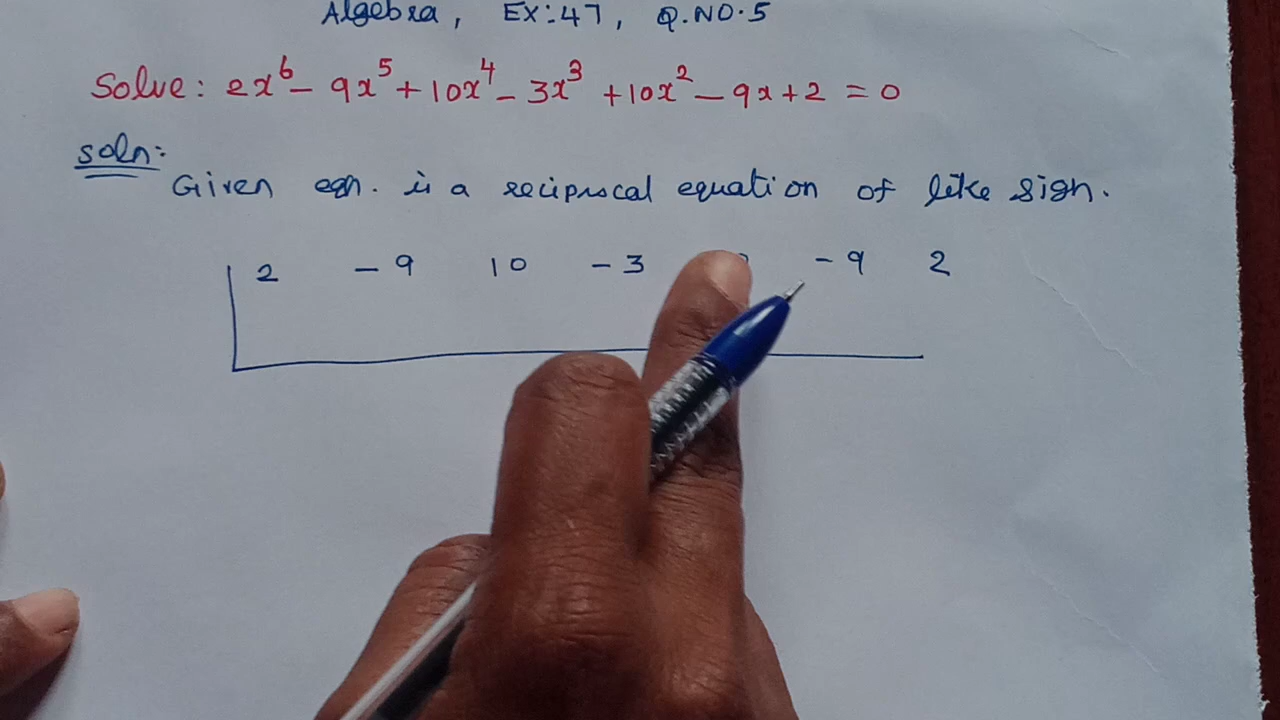 Algebra, EX:47, Q.NO.5
Solve: 2x⁶ - 9x⁵ + 10x⁴ - 3x³ + 10x² - 9x + 2 = 0
soln:
Given eqn. is a reciprocal equation of like sign.
2 -9 10 -3 -9 2